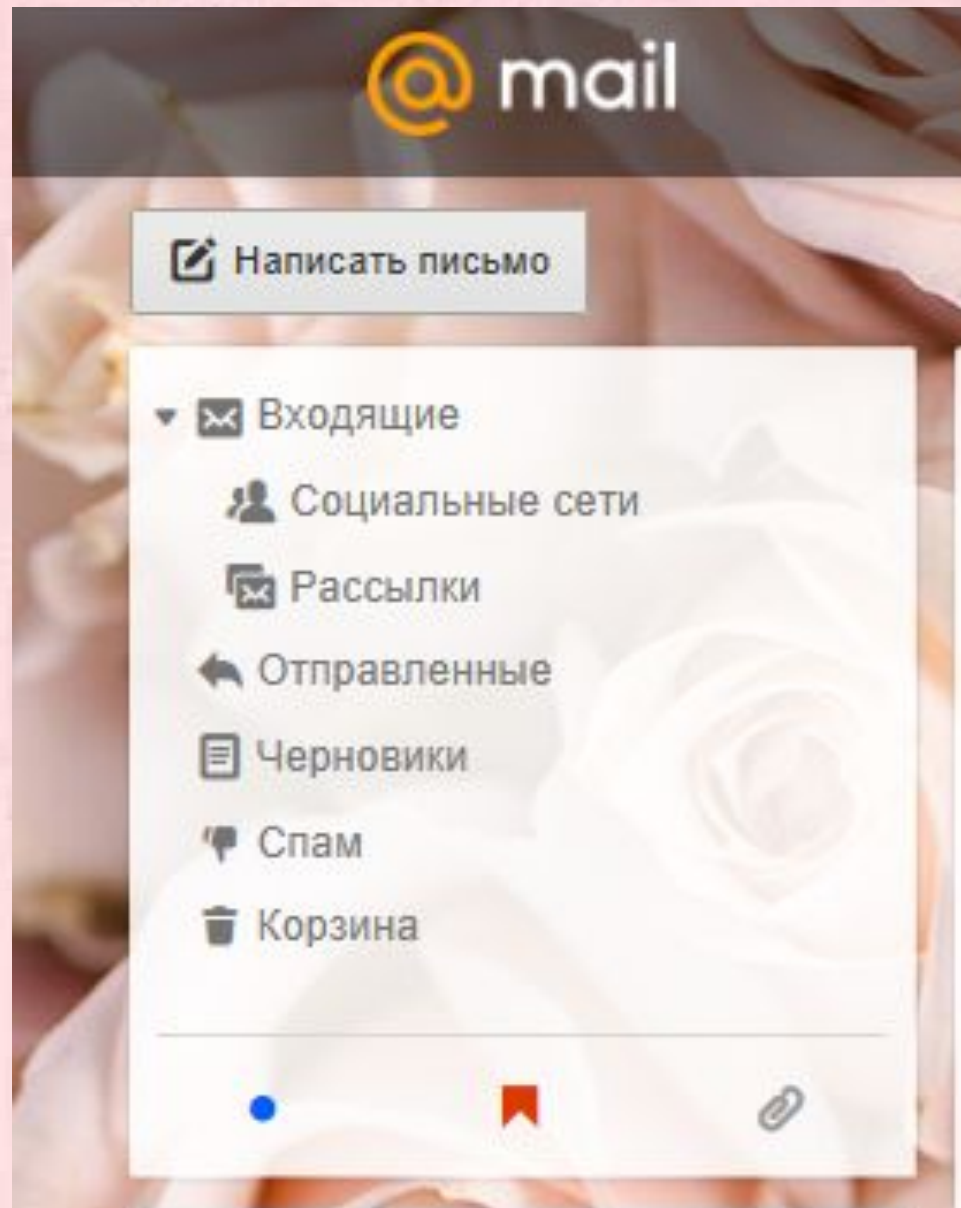 @ mail
Написать письмо
Входящие
Социальные сети
Рассылки
Отправленные
Черновики
Спам
Корзина